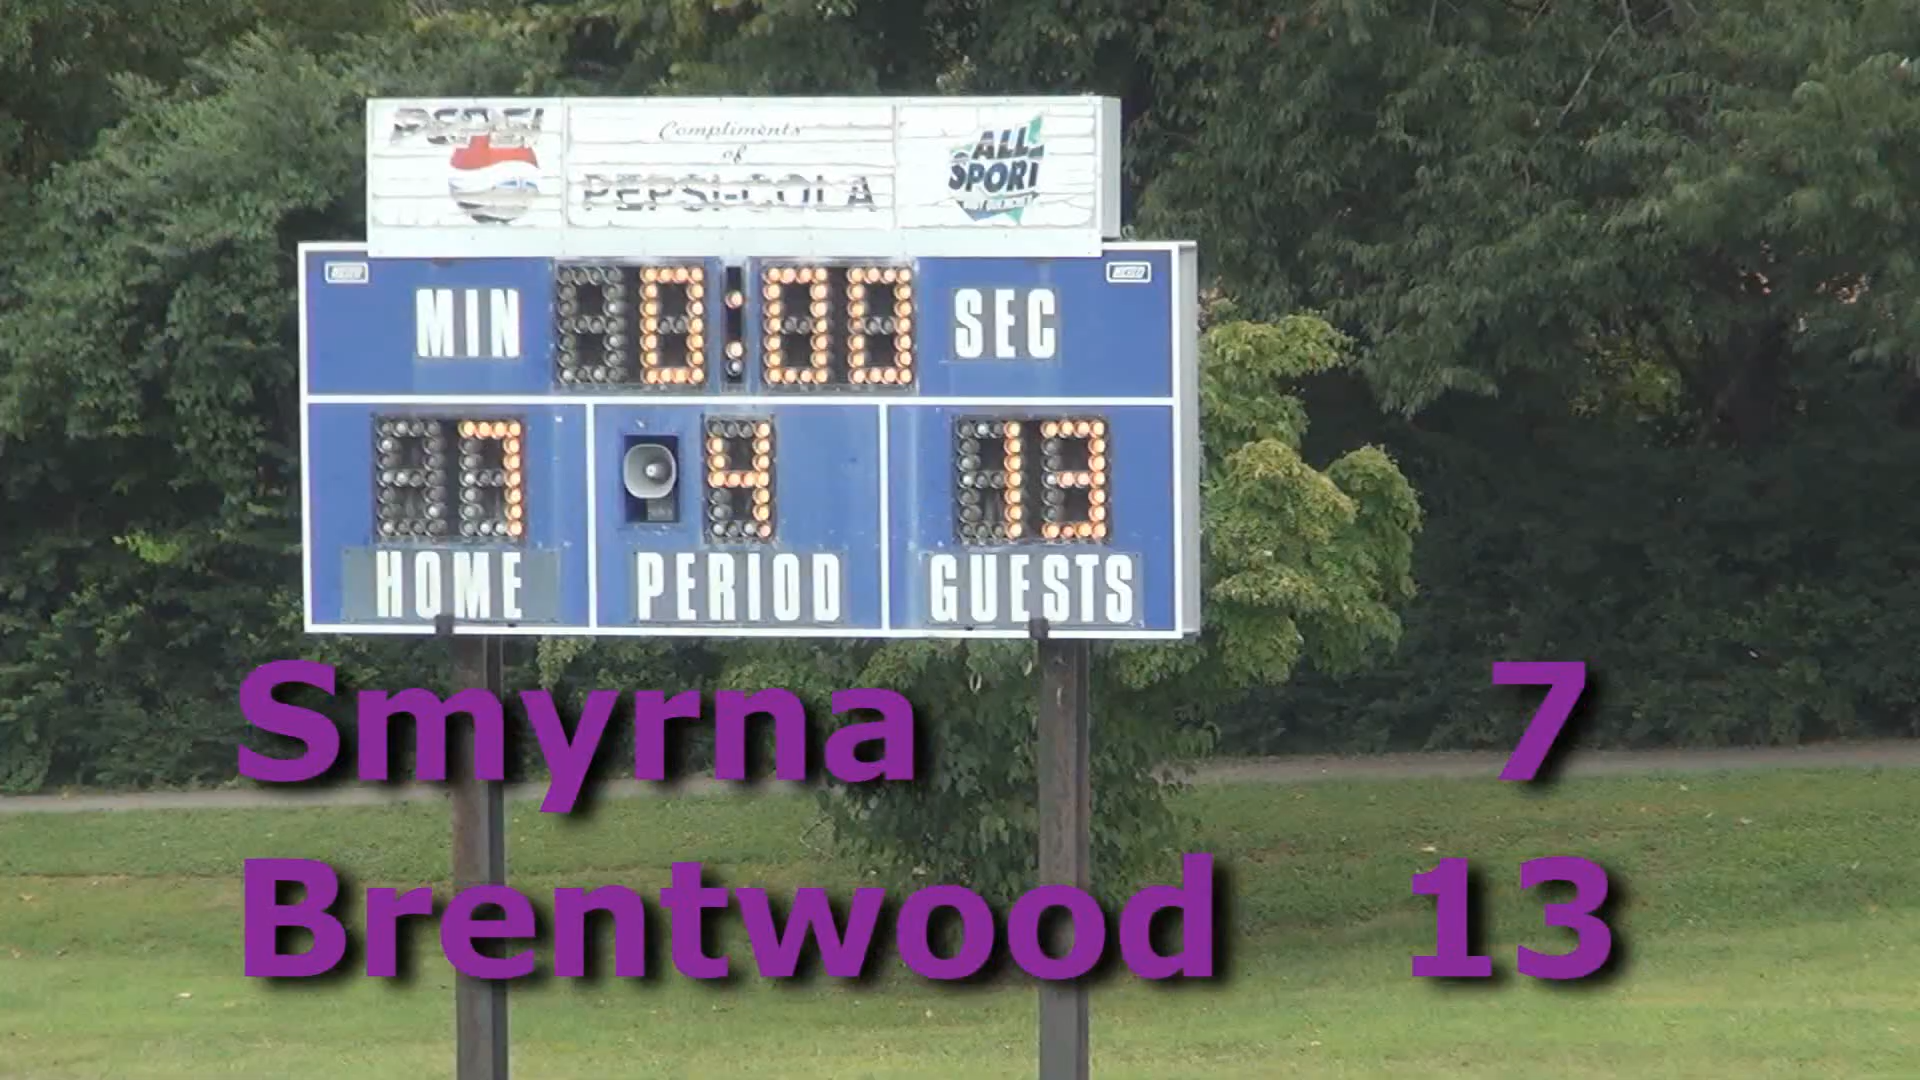 PEPSI
Compliments
of
PEPSI-COLA
ALL
SPORT
MIN 0:00 SEC
7 4 13
HOME PERIOD GUESTS
Smyrna 7
Brentwood 13